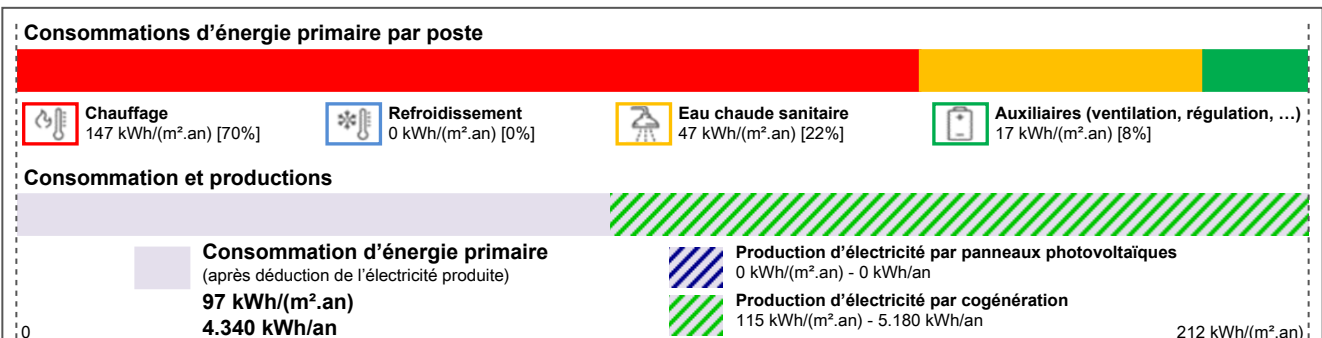 Consommations d'énergie primaire par poste
Chauffage
147 kWh/(m².an) [70%]
Refroidissement
0 kWh/(m².an) [0%]
Eau chaude sanitaire
47 kWh/(m².an) [22%]
Auxiliaires (ventilation, régulation, …)
17 kWh/(m².an) [8%]
Consommation et productions
Consommation d'énergie primaire
(après déduction de l'électricité produite)
97 kWh/(m².an)
4.340 kWh/an
Production d'électricité par panneaux photovoltaïques
0 kWh/(m².an) - 0 kWh/an
Production d'électricité par cogénération
115 kWh/(m².an) - 5.180 kWh/an
0
212 kWh/(m².an)